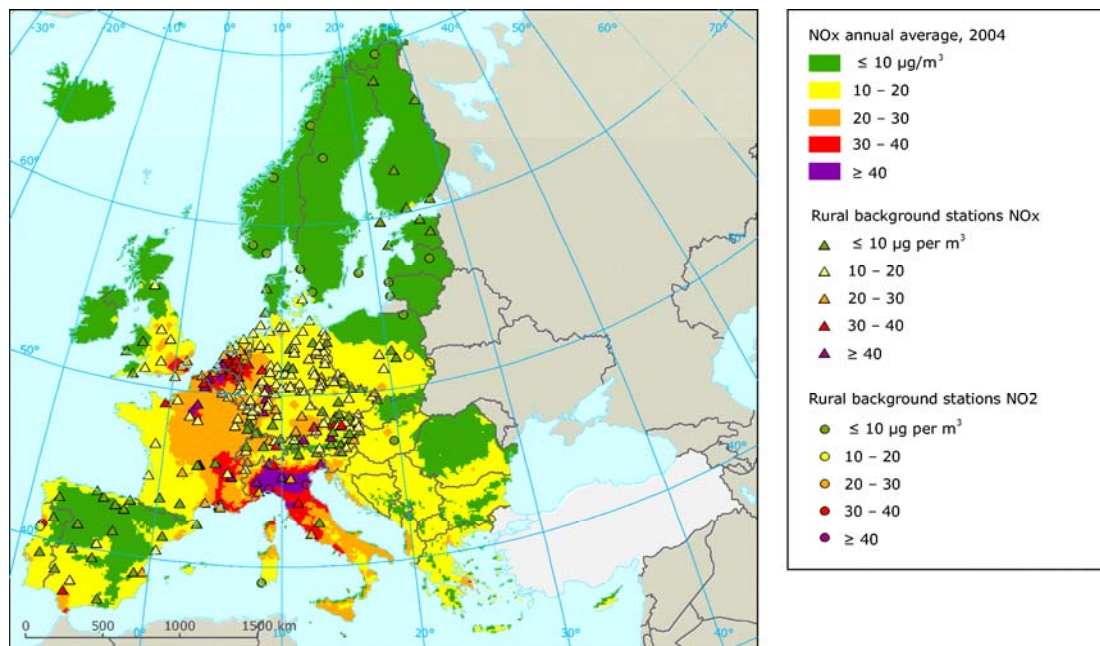 -30° -20° -10° 0° 10° 20° 30° 40° 50° 60° 70°
60°
50°
40°
60°
50°
40°
0° 10° 20° 30° 40°
0 500 1000 1500 km
NOx annual average, 2004
≤ 10 µg/m³
10 – 20
20 – 30
30 – 40
≥ 40
Rural background stations NOx
≤ 10 µg per m³
10 – 20
20 – 30
30 – 40
≥ 40
Rural background stations NO2
≤ 10 µg per m³
10 – 20
20 – 30
30 – 40
≥ 40